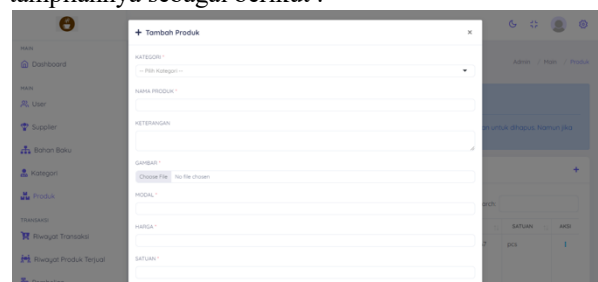 tampilannya sebagai berikut :
+ Tambah Produk ×
MAIN
Dashboard
Admin / Main / Produk
MAIN
User
Supplier
Bahan Baku
Kategori
Produk
TRANSAKSI
Riwayat Transaksi
Riwayat Produk Terjual
KATEGORI *
-- Pilih Kategori --
NAMA PRODUK *
KETERANGAN
GAMBAR *
Choose File No file chosen
MODAL *
HARGA *
SATUAN *
untuk dihapus. Namun jika
+
SATUAN AKSI
pcs